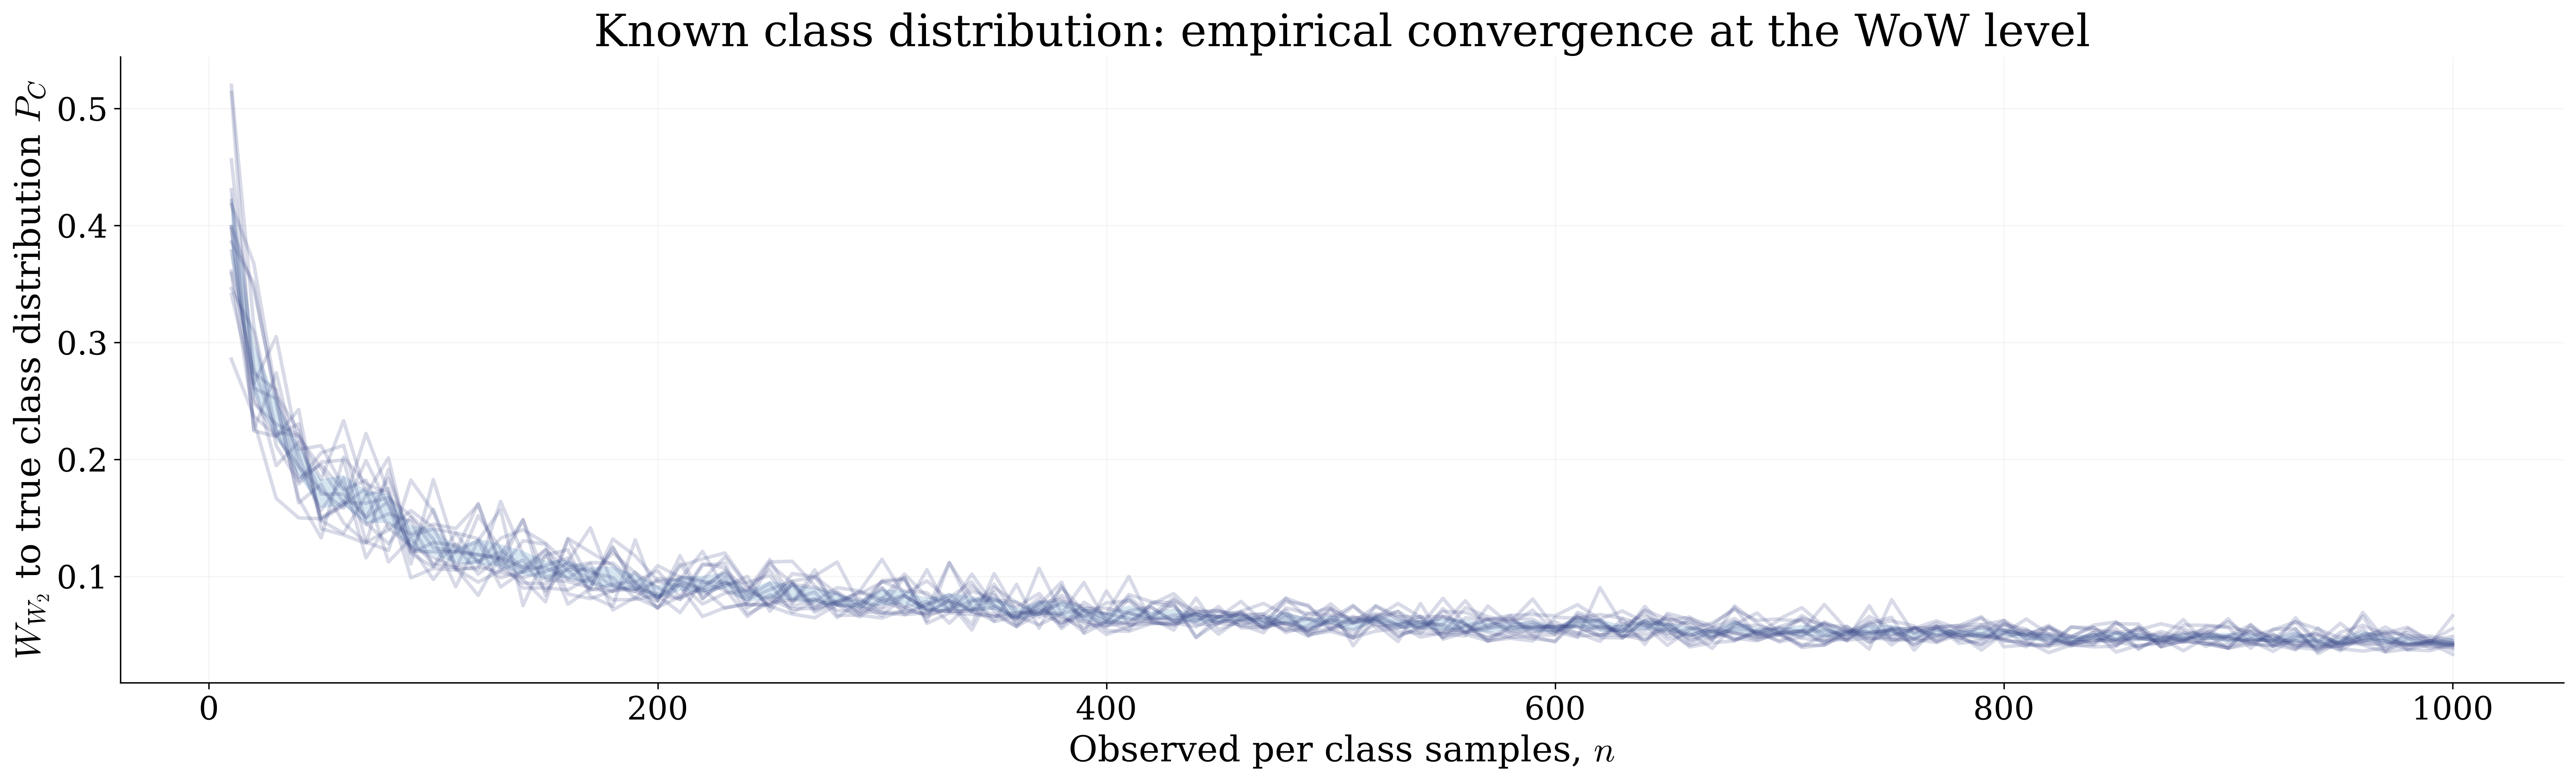 Known class distribution: empirical convergence at the WoW level
$W_{W_2}$ to true class distribution $P_C$
0.5
0.4
0.3
0.2
0.1
0 200 400 600 800 1000
Observed per class samples, $n$